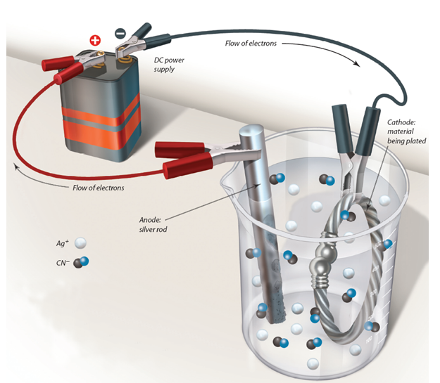 +
−
DC power
supply
Flow of electrons
Cathode:
material
being plated
Flow of electrons
Anode:
silver rod
Ag⁺
CN⁻